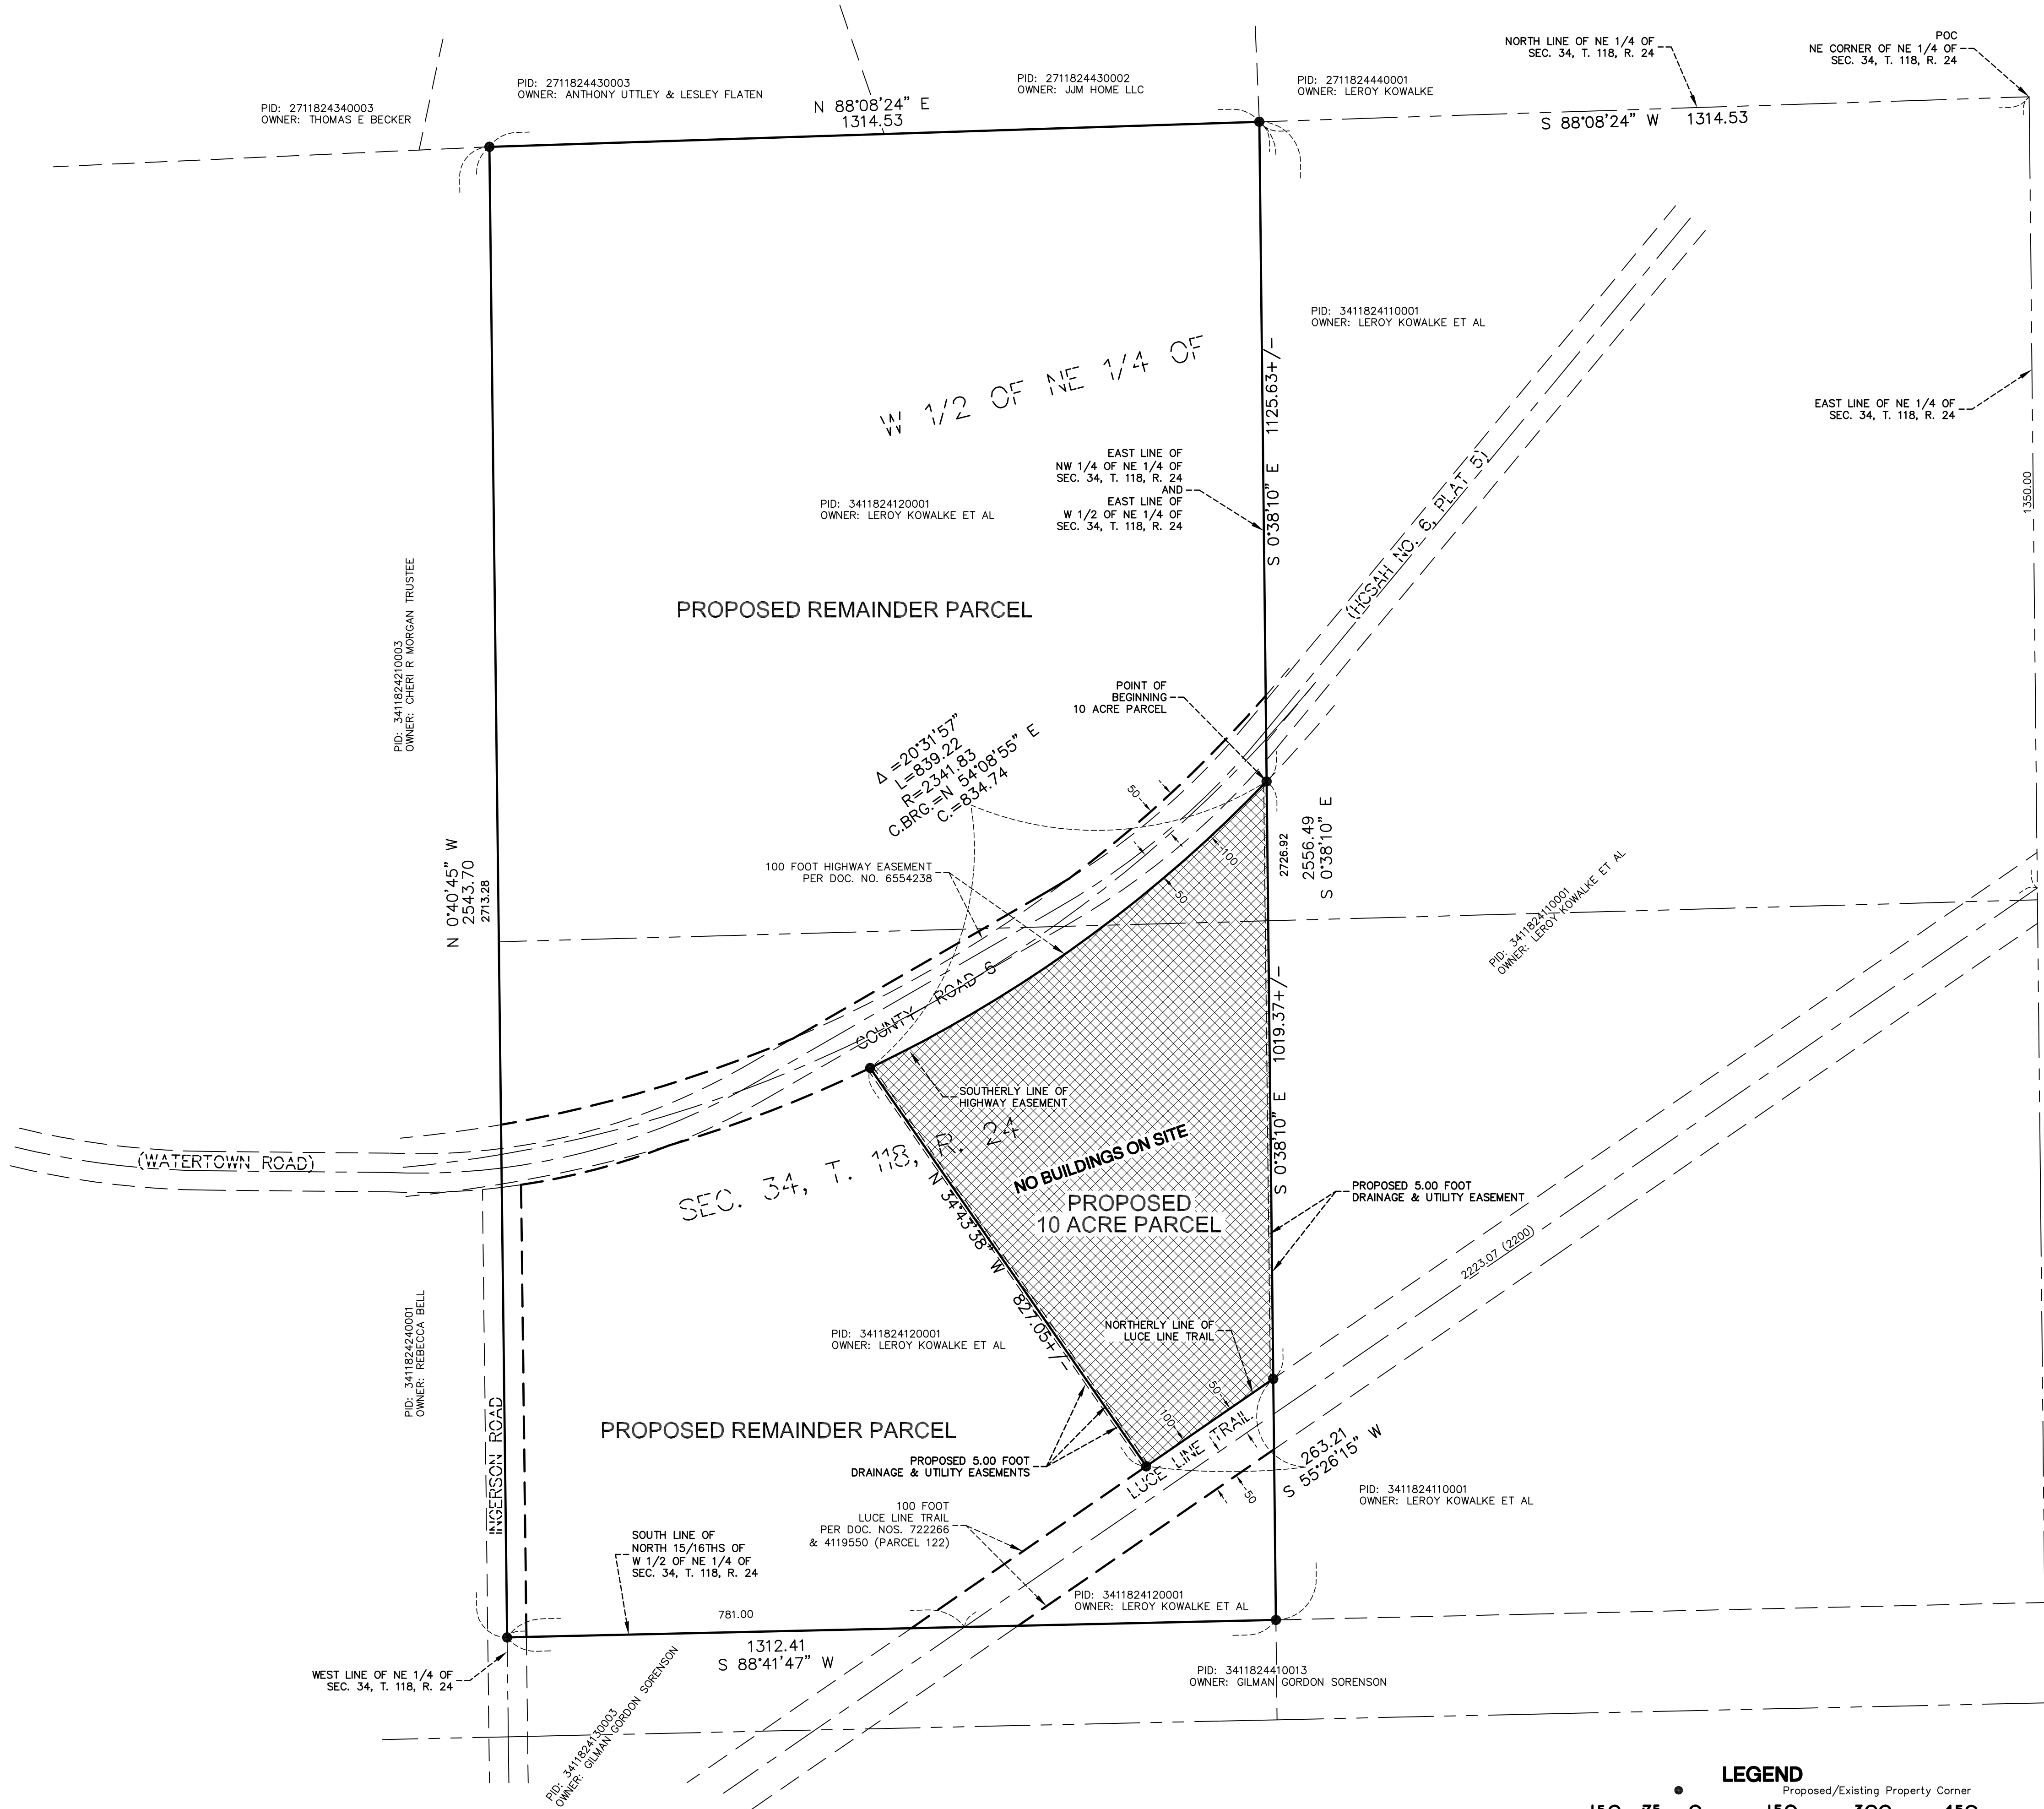 NORTH LINE OF NE 1/4 OF
SEC. 34, T. 118, R. 24
POC
NE CORNER OF NE 1/4 OF
SEC. 34, T. 118, R. 24
PID: 2711824340003
OWNER: THOMAS E BECKER
PID: 2711824430003
OWNER: ANTHONY UTTLEY & LESLEY FLATEN
N 88°08'24" E
1314.53
PID: 2711824430002
OWNER: JJM HOME LLC
PID: 2711824440001
OWNER: LEROY KOWALKE
S 88°08'24" W 1314.53
PID: 3411824110001
OWNER: LEROY KOWALKE ET AL
W 1/2 OF NE 1/4 OF
S 0°38'10" E 1125.63+/-
EAST LINE OF NE 1/4 OF
SEC. 34, T. 118, R. 24
1350.00
EAST LINE OF
NW 1/4 OF NE 1/4 OF
SEC. 34, T. 118, R. 24
AND
EAST LINE OF
W 1/2 OF NE 1/4 OF
SEC. 34, T. 118, R. 24
PID: 3411824120001
OWNER: LEROY KOWALKE ET AL
(HCSAH NO. 6, PLAT 5)
PROPOSED REMAINDER PARCEL
PID: 3411824210003
OWNER: CHERI R MORGAN TRUSTEE
POINT OF
BEGINNING
10 ACRE PARCEL
Δ =20°31'57"
L=839.22
R=2341.83
C.BRG.=N 54°08'55" E
C.=834.74
50
100
50
100 FOOT HIGHWAY EASEMENT
PER DOC. NO. 6554238
N 0°40'45" W
2543.70
2713.28
2726.92
2556.49
S 0°38'10" E
PID: 3411824110001
OWNER: LEROY KOWALKE ET AL
COUNTY ROAD 6
S 0°38'10" E 1019.37+/-
SOUTHERLY LINE OF
HIGHWAY EASEMENT
(WATERTOWN ROAD)
SEC. 34, T. 118, R. 24
NO BUILDINGS ON SITE
PROPOSED
10 ACRE PARCEL
N 34°43'38" W 827.05+/-
PROPOSED 5.00 FOOT
DRAINAGE & UTILITY EASEMENT
2223.07 (2200)
PID: 3411824240001
OWNER: REBECCA BELL
PID: 3411824120001
OWNER: LEROY KOWALKE ET AL
NORTHERLY LINE OF
LUCE LINE TRAIL
INGERSON ROAD
PROPOSED REMAINDER PARCEL
50
100
LUCE LINE TRAIL
263.21
S 55°26'15" W
50
PROPOSED 5.00 FOOT
DRAINAGE & UTILITY EASEMENTS
PID: 3411824110001
OWNER: LEROY KOWALKE ET AL
100 FOOT
LUCE LINE TRAIL
PER DOC. NOS. 722266
& 4119550 (PARCEL 122)
SOUTH LINE OF
NORTH 15/16THS OF
W 1/2 OF NE 1/4 OF
SEC. 34, T. 118, R. 24
PID: 3411824120001
OWNER: LEROY KOWALKE ET AL
781.00
1312.41
S 88°41'47" W
WEST LINE OF NE 1/4 OF
SEC. 34, T. 118, R. 24
PID: 3411824410013
OWNER: GILMAN GORDON SORENSON
PID: 3411824130003
OWNER: GILMAN GORDON SORENSON
LEGEND
Proposed/Existing Property Corner
150 75 0 150 300 450